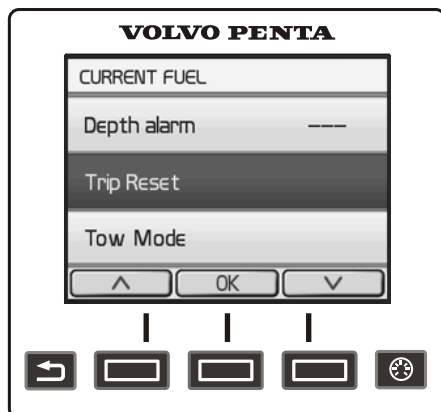 VOLVO PENTA
CURRENT FUEL
Depth alarm ---
Trip Reset
Tow Mode
OK